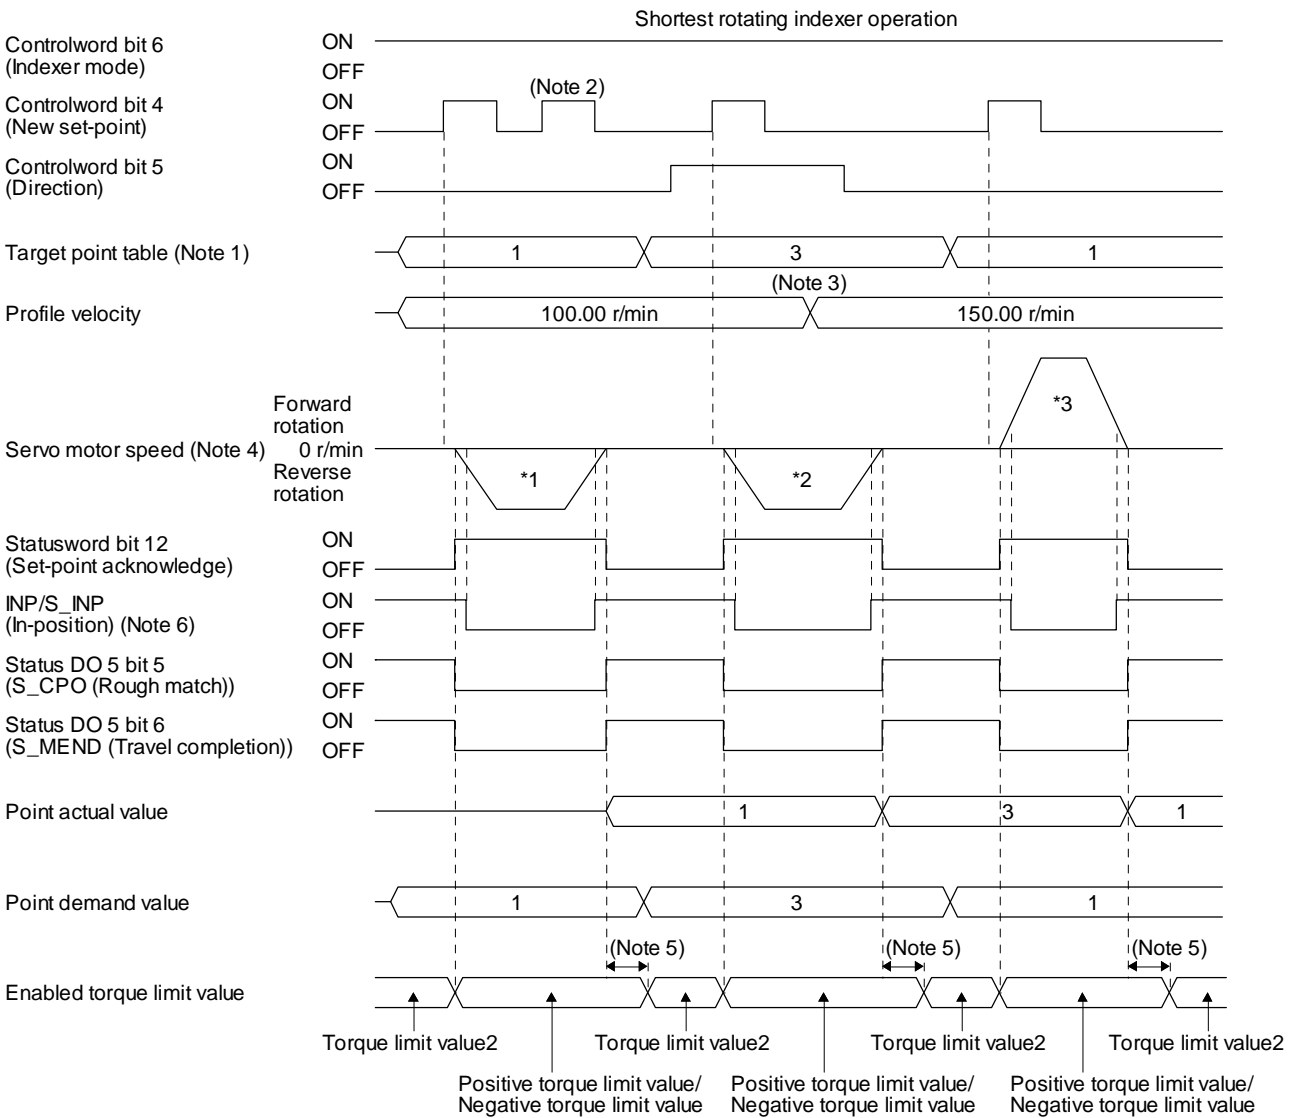 Shortest rotating indexer operation
Controlword bit 6
(Indexer mode)
ON
OFF
Controlword bit 4
(New set-point)
ON
OFF
(Note 2)
Controlword bit 5
(Direction)
ON
OFF
Target point table (Note 1)
1
3
1
(Note 3)
Profile velocity
100.00 r/min
150.00 r/min
Forward
rotation
Servo motor speed (Note 4)
0 r/min
Reverse
rotation
*1
*2
*3
Statusword bit 12
(Set-point acknowledge)
ON
OFF
INP/S_INP
(In-position) (Note 6)
ON
OFF
Status DO 5 bit 5
(S_CPO (Rough match))
ON
OFF
Status DO 5 bit 6
(S_MEND (Travel completion))
ON
OFF
Point actual value
1
3
1
Point demand value
1
3
1
(Note 5)
(Note 5)
(Note 5)
Enabled torque limit value
Torque limit value2
Torque limit value2
Torque limit value2
Torque limit value2
Positive torque limit value/
Negative torque limit value
Positive torque limit value/
Negative torque limit value
Positive torque limit value/
Negative torque limit value